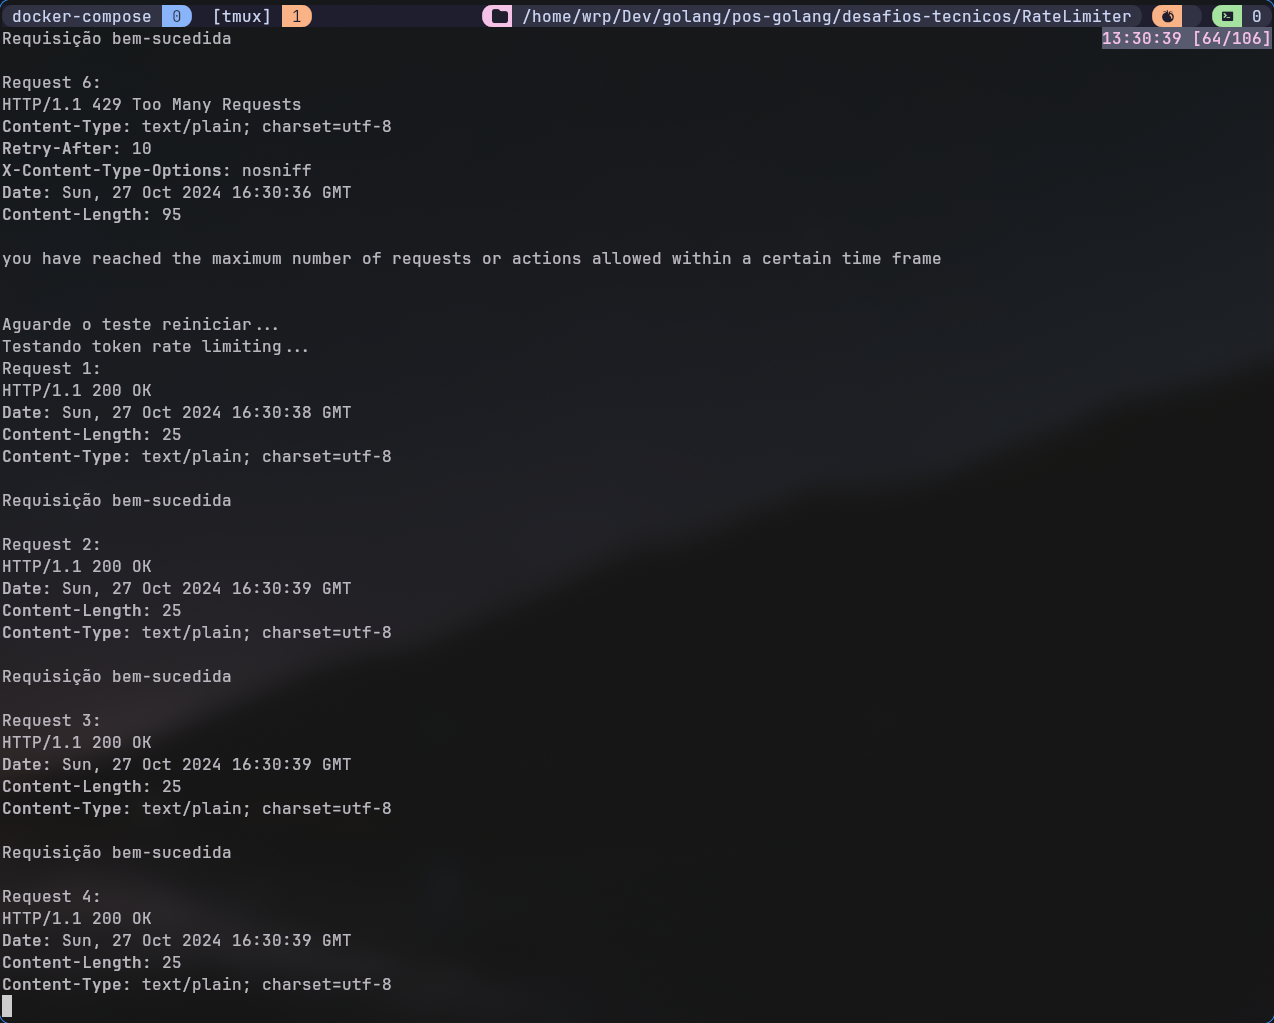 docker-compose 0 [tmux] 1 /home/wrp/Dev/golang/pos-golang/desafios-tecnicos/RateLimiter 0
Requisição bem-sucedida 13:30:39 [64/106]
Request 6:
HTTP/1.1 429 Too Many Requests
Content-Type: text/plain; charset=utf-8
Retry-After: 10
X-Content-Type-Options: nosniff
Date: Sun, 27 Oct 2024 16:30:36 GMT
Content-Length: 95
you have reached the maximum number of requests or actions allowed within a certain time frame
Aguarde o teste reiniciar...
Testando token rate limiting...
Request 1:
HTTP/1.1 200 OK
Date: Sun, 27 Oct 2024 16:30:38 GMT
Content-Length: 25
Content-Type: text/plain; charset=utf-8
Requisição bem-sucedida
Request 2:
HTTP/1.1 200 OK
Date: Sun, 27 Oct 2024 16:30:39 GMT
Content-Length: 25
Content-Type: text/plain; charset=utf-8
Requisição bem-sucedida
Request 3:
HTTP/1.1 200 OK
Date: Sun, 27 Oct 2024 16:30:39 GMT
Content-Length: 25
Content-Type: text/plain; charset=utf-8
Requisição bem-sucedida
Request 4:
HTTP/1.1 200 OK
Date: Sun, 27 Oct 2024 16:30:39 GMT
Content-Length: 25
Content-Type: text/plain; charset=utf-8